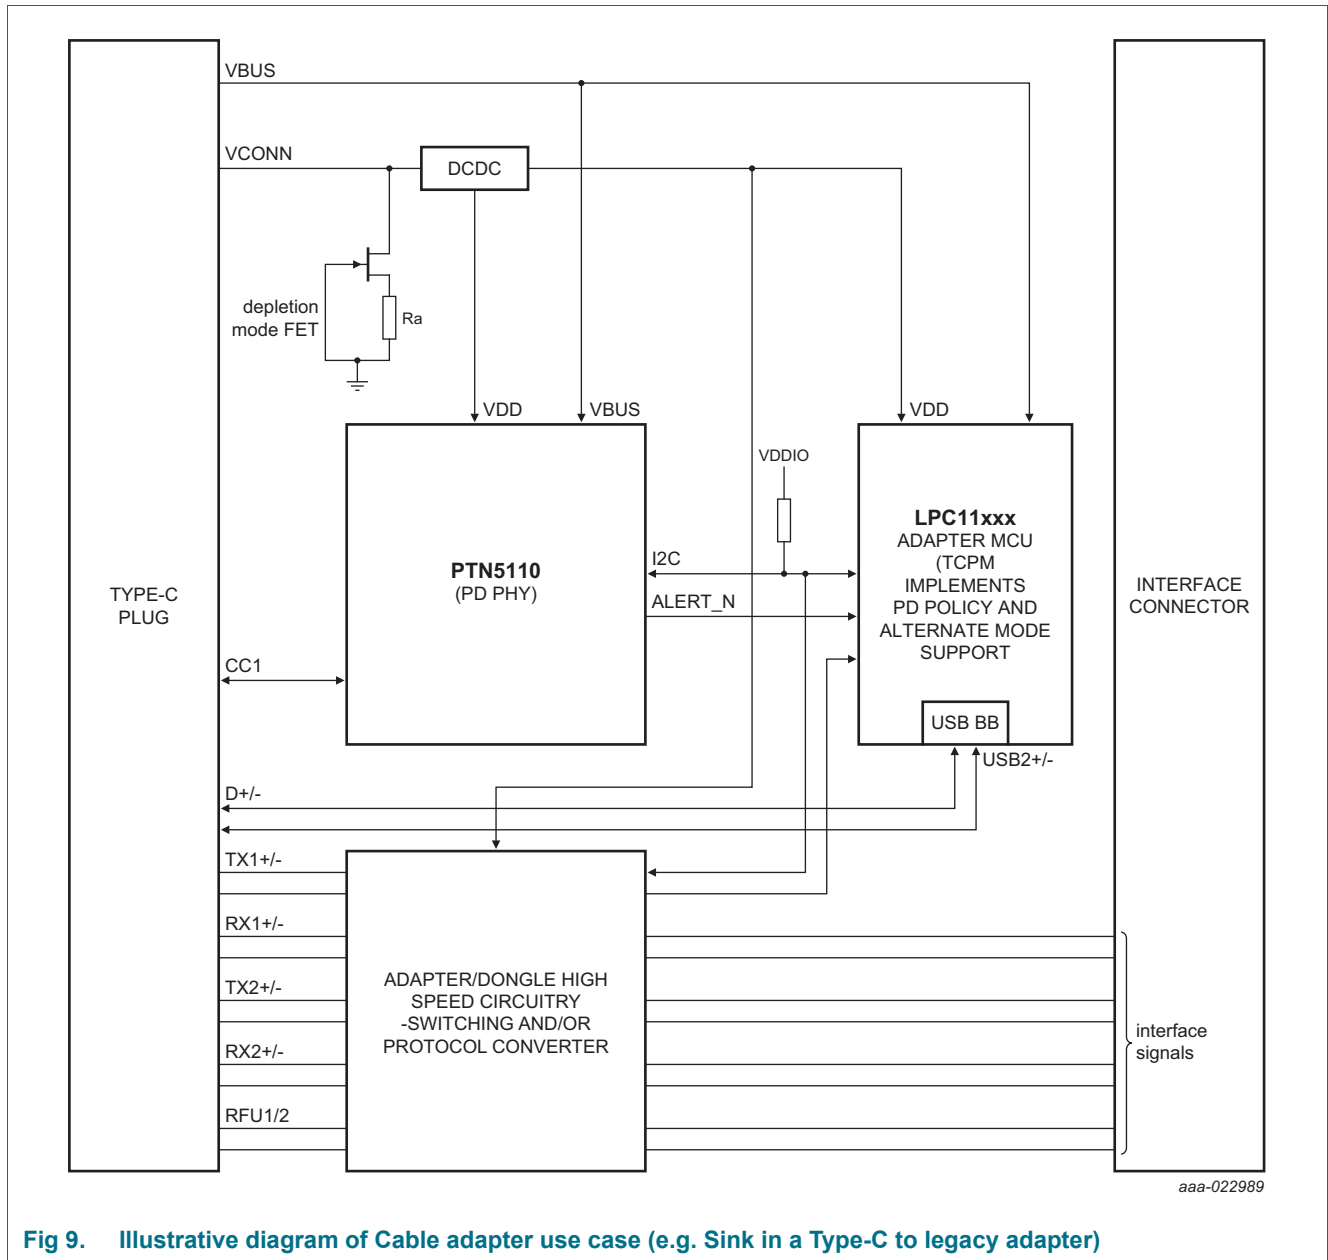 VBUS
VCONN
DCDC
depletion
mode FET
Ra
VDD
VBUS
VDD
VDDIO
LPC11xxx
ADAPTER MCU
(TCPM
IMPLEMENTS
PD POLICY AND
ALTERNATE MODE
SUPPORT
I2C
PTN5110
(PD PHY)
ALERT_N
TYPE-C
PLUG
INTERFACE
CONNECTOR
CC1
USB BB
USB2+/-
D+/-
TX1+/-
RX1+/-
TX2+/-
RX2+/-
RFU1/2
ADAPTER/DONGLE HIGH
SPEED CIRCUITRY
-SWITCHING AND/OR
PROTOCOL CONVERTER
interface
signals
aaa-022989
Fig 9. Illustrative diagram of Cable adapter use case (e.g. Sink in a Type-C to legacy adapter)